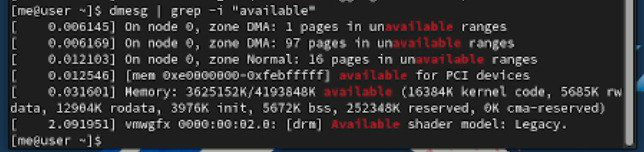 [me@user ~]$ dmesg | grep -i "available"
[    0.006145] On node 0, zone DMA: 1 pages in unavailable ranges
[    0.006169] On node 0, zone DMA: 97 pages in unavailable ranges
[    0.012103] On node 0, zone Normal: 16 pages in unavailable ranges
[    0.012546] [mem 0xe0000000-0xfebfffff] available for PCI devices
[    0.031601] Memory: 3625152K/4193848K available (16384K kernel code, 5685K rw
data, 12904K rodata, 3976K init, 5672K bss, 252348K reserved, 0K cma-reserved)
[    2.091951] vmwgfx 0000:00:02.0: [drm] Available shader model: Legacy.
[me@user ~]$